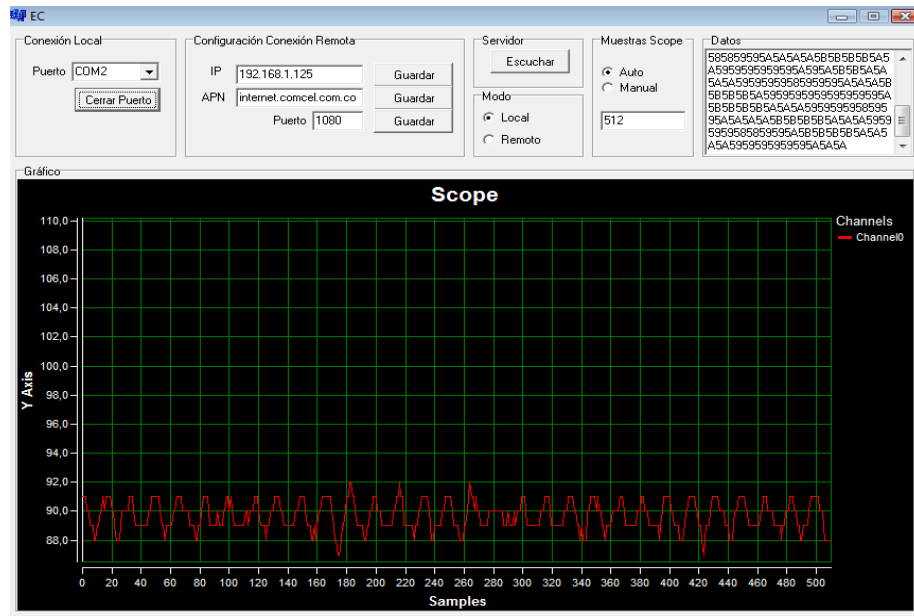 EC
Conexión Local
Puerto COM2
Cerrar Puerto
Configuración Conexión Remota
IP 192.168.1.125 Guardar
APN internet.comcel.com.co Guardar
Puerto 1080 Guardar
Servidor
Escuchar
Modo
Local
Remoto
Muestras Scope
Auto
Manual
512
Datos
585859595A5A5A5A5B5B5B5B5A5
A5959595959595A595A5B5B5A5A
5A5A59595959585959595A5A5A5B
5B5B5B5A5959595959595959595A
5B5B5B5B5A5A5A5959595958595
95A5A5A5A5B5B5B5B5A5A5A5A5959
5959585859595A5B5B5B5B5A5A5
A5A5A5959595959595A5A5A
Gráfico
Scope
110,0
108,0
106,0
104,0
102,0
100,0
98,0
96,0
94,0
92,0
90,0
88,0
Y Axis
Channels
Channel0
0 20 40 60 80 100 120 140 160 180 200 220 240 260 280 300 320 340 360 380 400 420 440 460 480 500
Samples